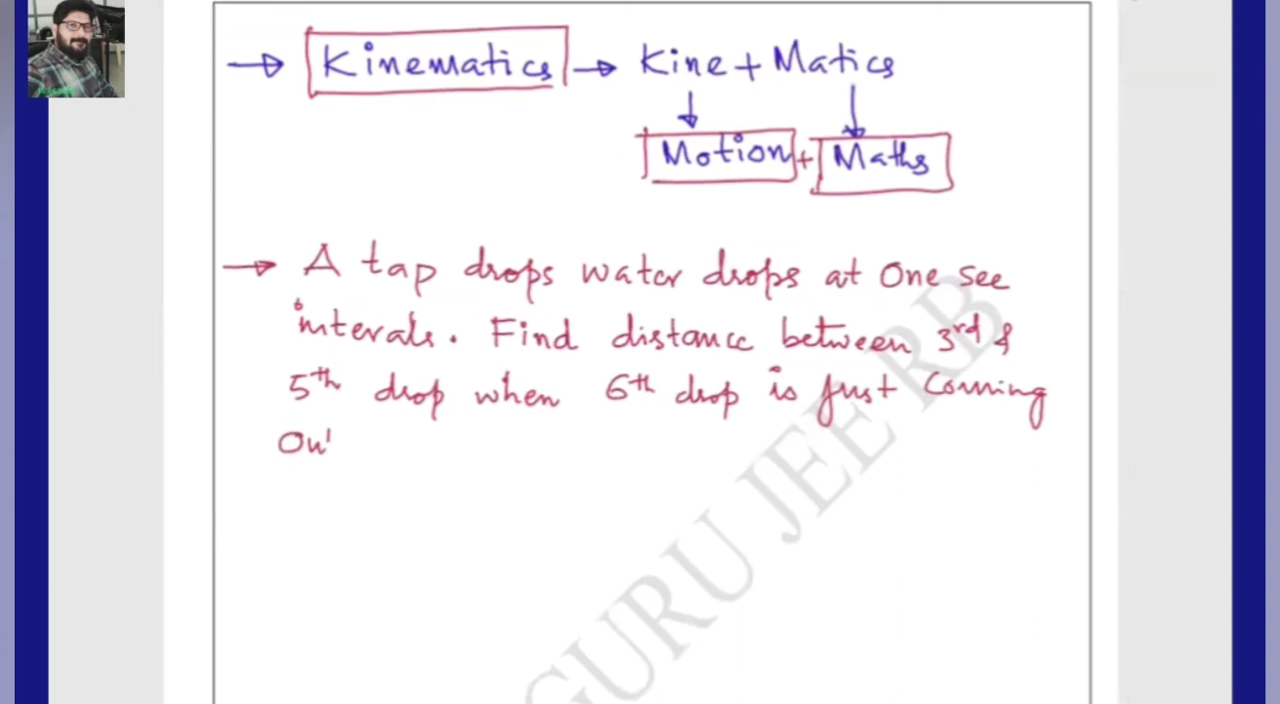 → Kinematics → Kine + Matics
↓ ↓
Motion + Maths
→ A tap drops water drops at one sec
intervals. Find distance between 3rd &
5th drop when 6th drop is just coming
Out
GURU JEE RB